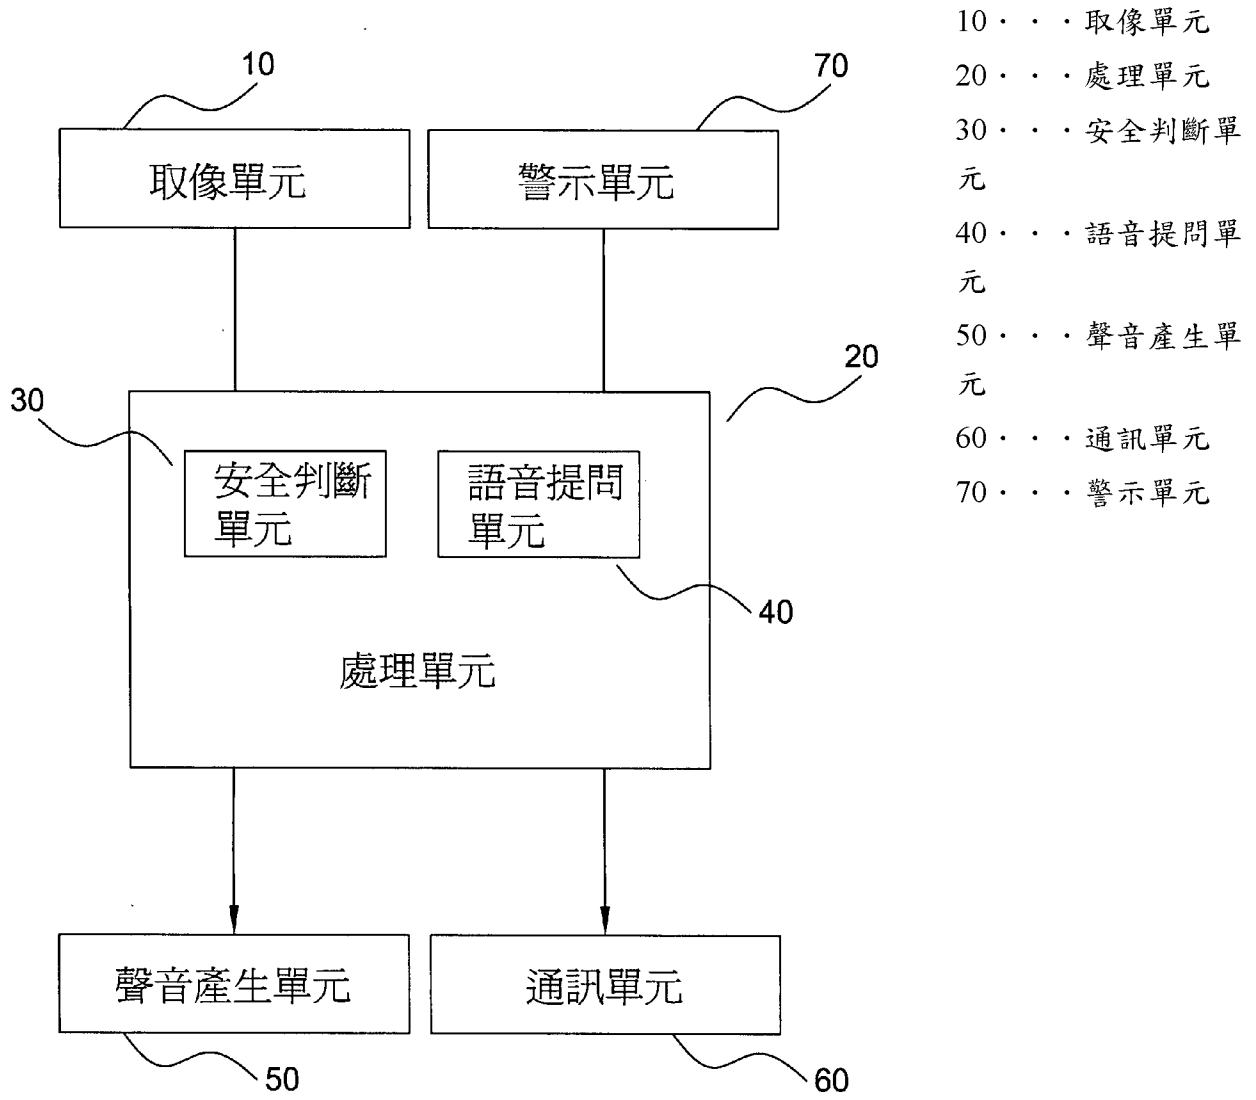 10
70
取像單元
警示單元
20
30
安全判斷
單元
語音提問
單元
40
處理單元
聲音產生單元
通訊單元
50
60
10・・・取像單元
20・・・處理單元
30・・・安全判斷單
元
40・・・語音提問單
元
50・・・聲音產生單
元
60・・・通訊單元
70・・・警示單元